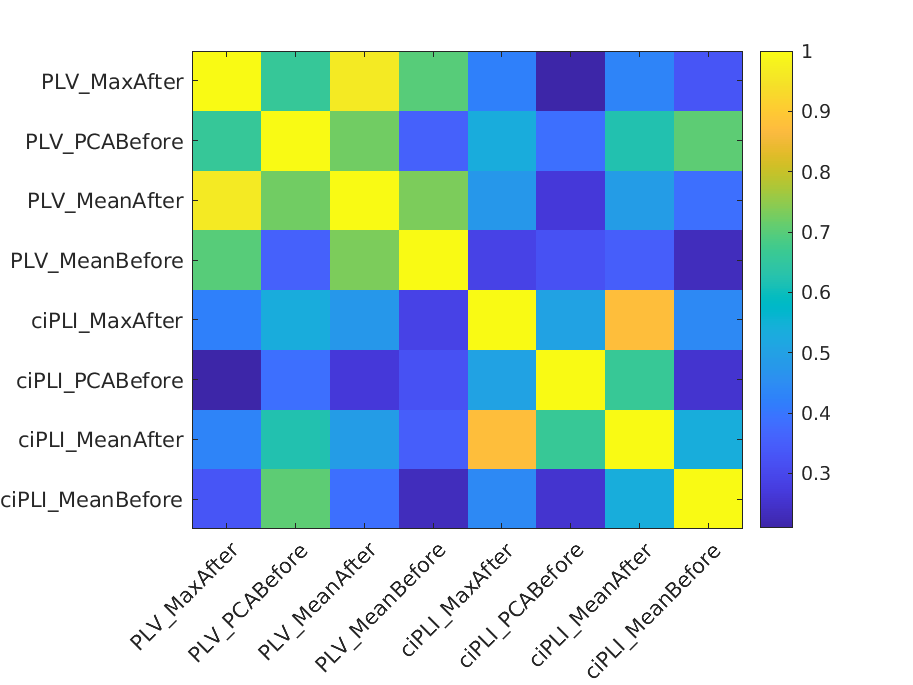 PLV_MaxAfter
PLV_PCABefore
PLV_MeanAfter
PLV_MeanBefore
ciPLI_MaxAfter
ciPLI_PCABefore
ciPLI_MeanAfter
ciPLI_MeanBefore
PLV_MaxAfter
PLV_PCABefore
PLV_MeanAfter
PLV_MeanBefore
ciPLI_MaxAfter
ciPLI_PCABefore
ciPLI_MeanAfter
ciPLI_MeanBefore
1
0.9
0.8
0.7
0.6
0.5
0.4
0.3